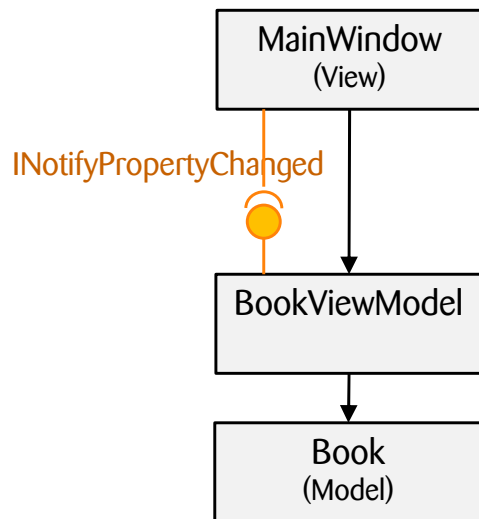 MainWindow
(View)
INotifyPropertyChanged
BookViewModel
Book
(Model)